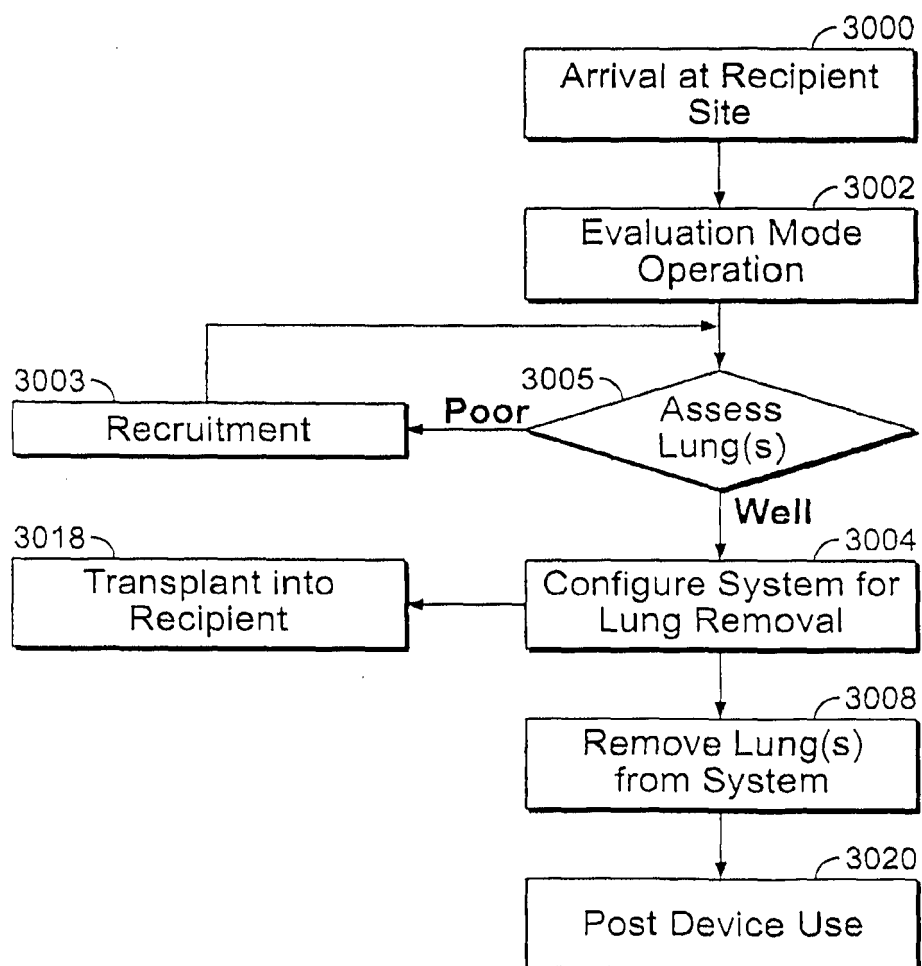 3000
Arrival at Recipient
Site
3002
Evaluation Mode
Operation
3003
Recruitment
Poor
3005
Assess
Lung(s)
Well
3018
Transplant into
Recipient
3004
Configure System for
Lung Removal
3008
Remove Lung(s)
from System
3020
Post Device Use